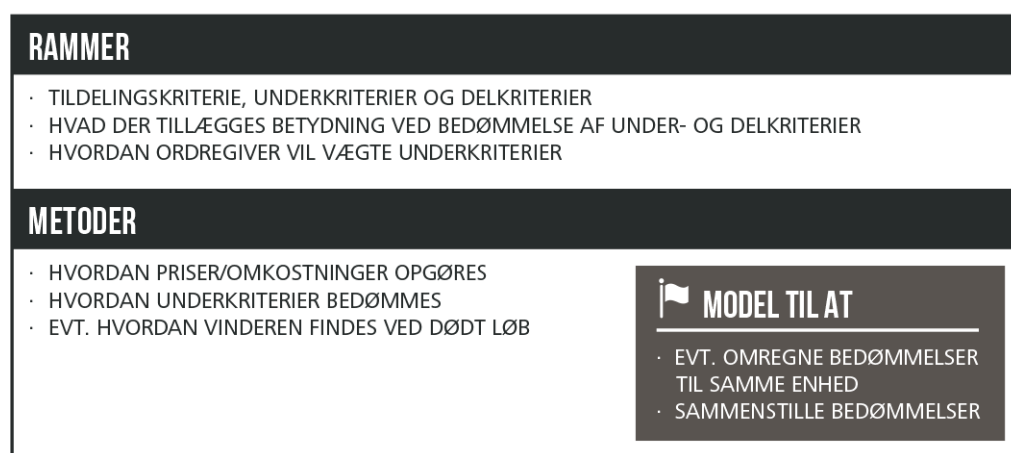 RAMMER
· TILDELINGSKRITERIE, UNDERKRITERIER OG DELKRITERIER
· HVAD DER TILLÆGGES BETYDNING VED BEDØMMELSE AF UNDER- OG DELKRITERIER
· HVORDAN ORDREGIVER VIL VÆGTE UNDERKRITERIER
METODER
· HVORDAN PRISER/OMKOSTNINGER OPGØRES
· HVORDAN UNDERKRITERIER BEDØMMES
· EVT. HVORDAN VINDEREN FINDES VED DØDT LØB
MODEL TIL AT
· EVT. OMREGNE BEDØMMELSER
TIL SAMME ENHED
· SAMMENSTILLE BEDØMMELSER